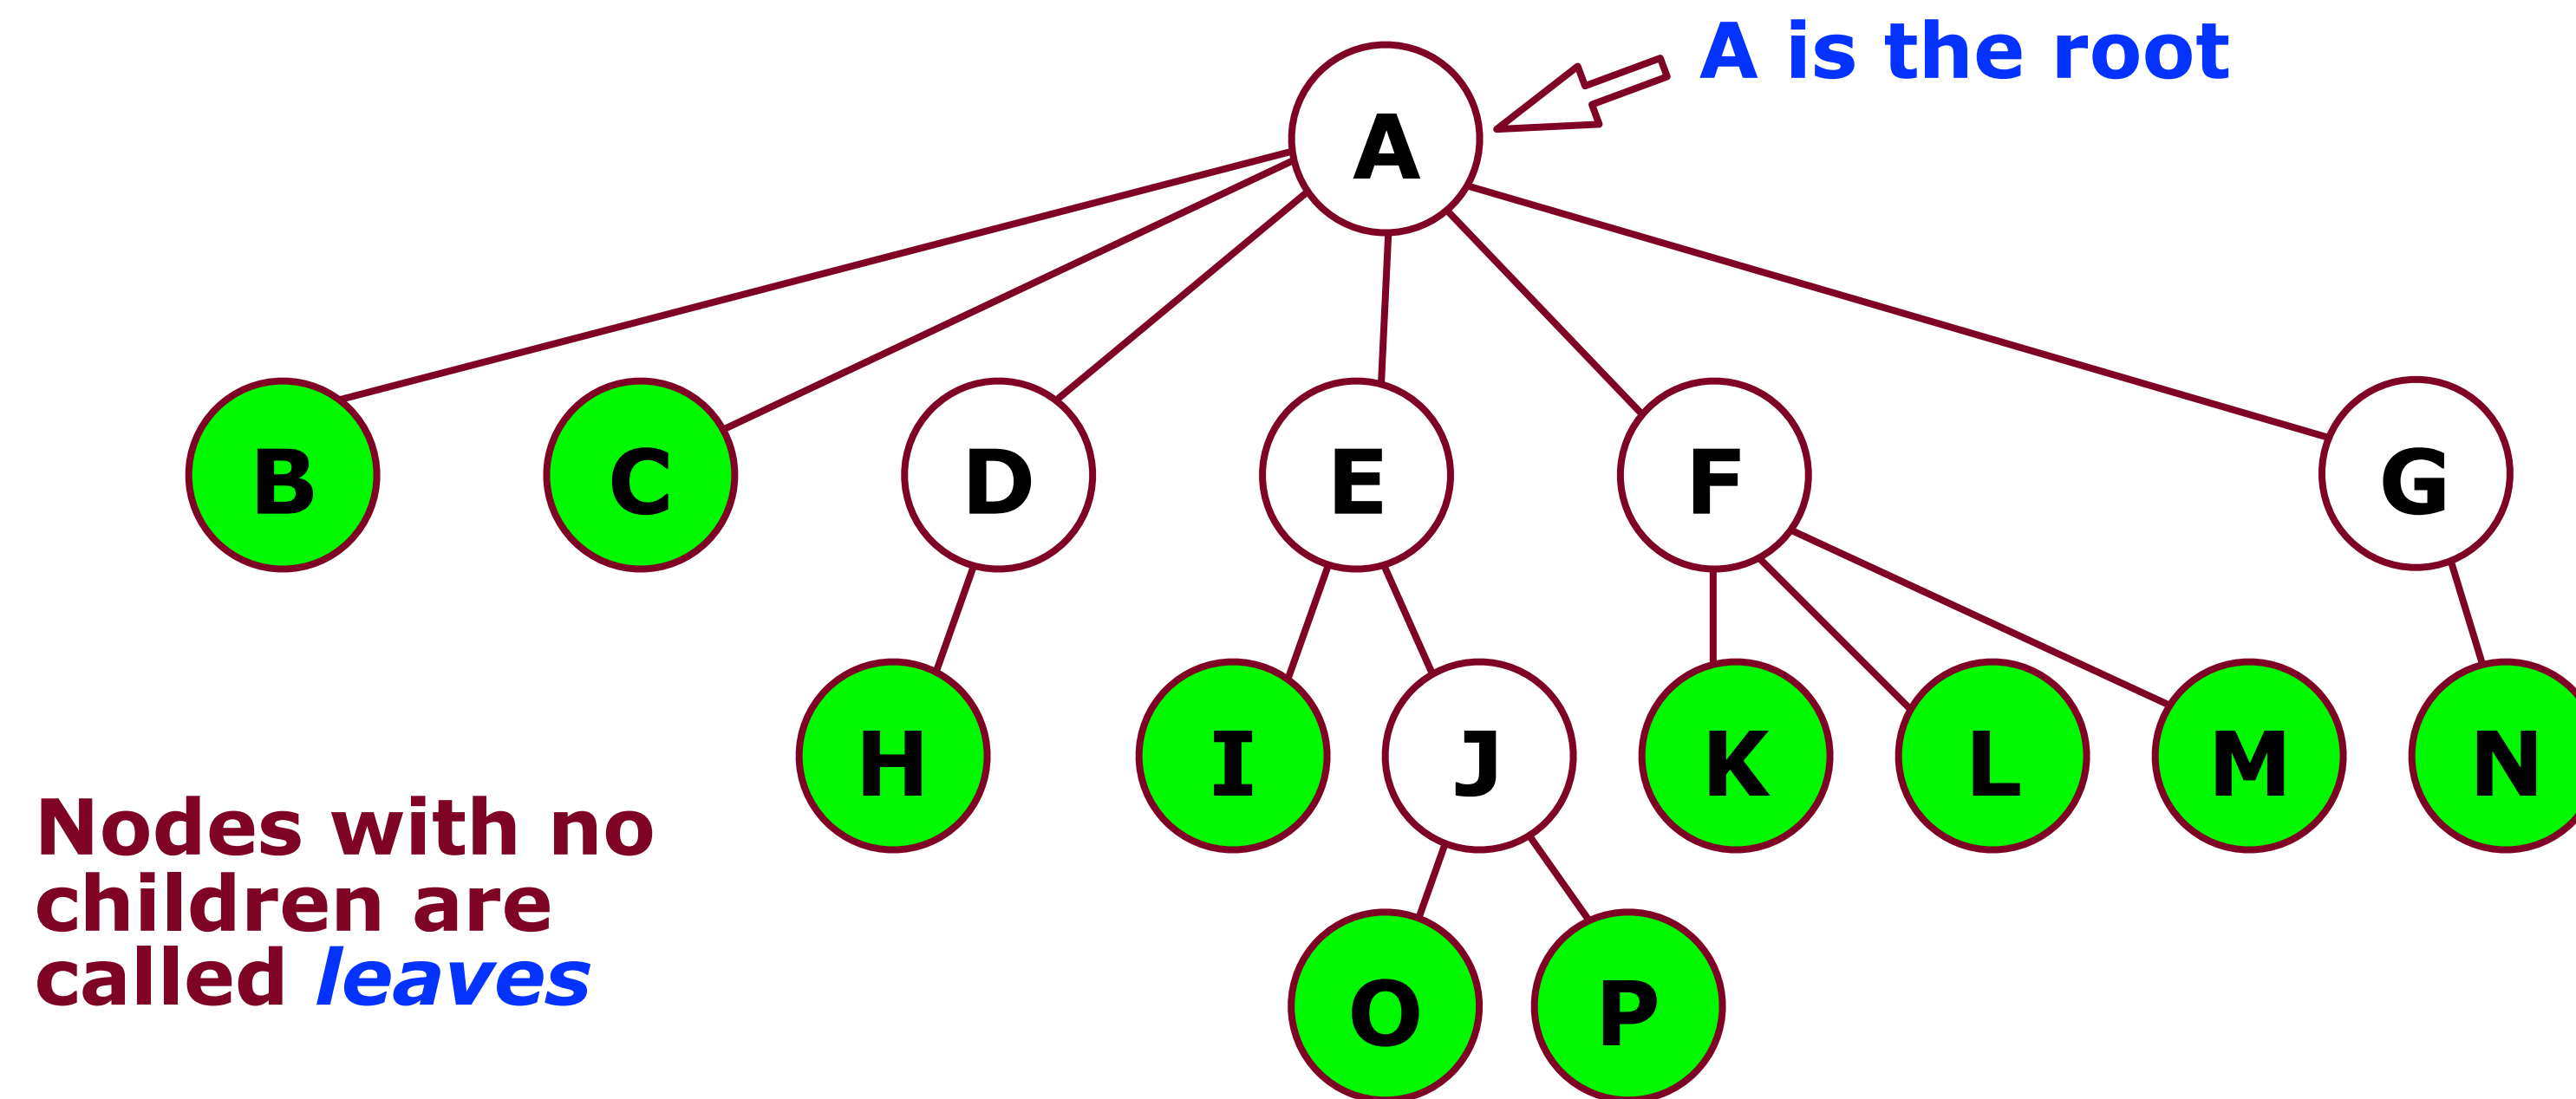 A is the root
A
B C D E F G
H I J K L M N
Nodes with no
children are
called leaves
O P